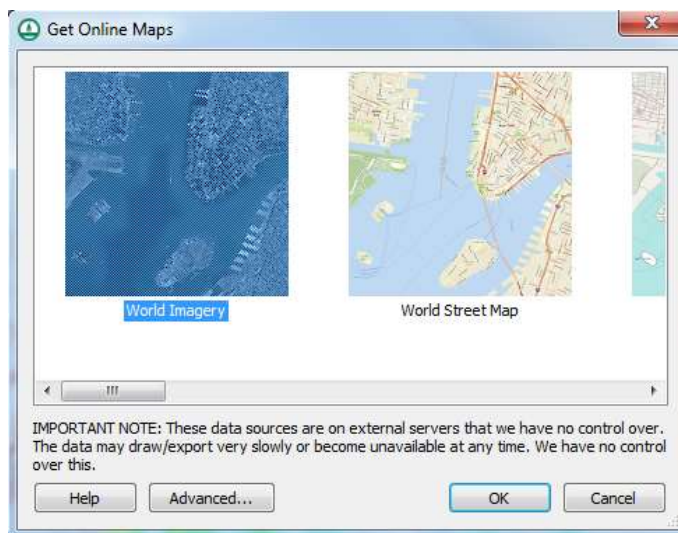 Get Online Maps
World Imagery
World Street Map
IMPORTANT NOTE: These data sources are on external servers that we have no control over.
The data may draw/export very slowly or become unavailable at any time. We have no control
over this.
Help
Advanced...
OK
Cancel